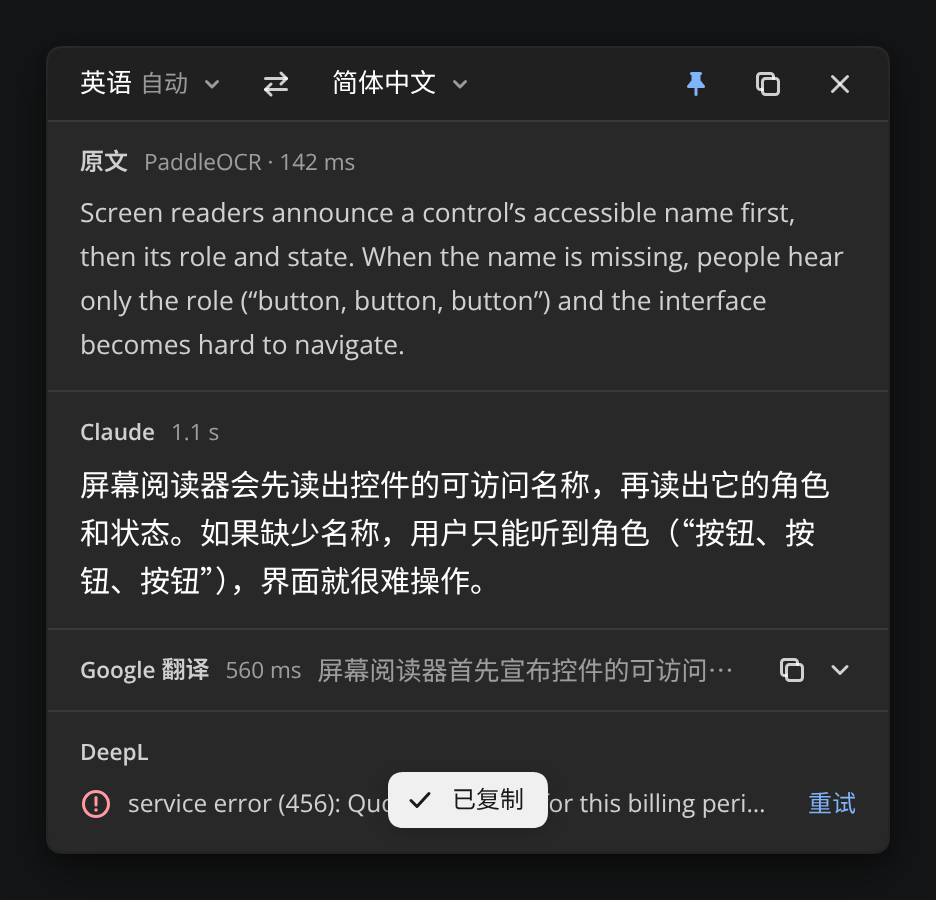 英语 自动 简体中文
原文 PaddleOCR · 142 ms
Screen readers announce a control’s accessible name first,
then its role and state. When the name is missing, people hear
only the role (“button, button, button”) and the interface
becomes hard to navigate.
Claude 1.1 s
屏幕阅读器会先读出控件的可访问名称，再读出它的角色
和状态。如果缺少名称，用户只能听到角色（“按钮、按
钮、按钮”），界面就很难操作。
Google 翻译 560 ms 屏幕阅读器首先宣布控件的可访问…
DeepL
service error (456): for this billing peri... 重试
已复制